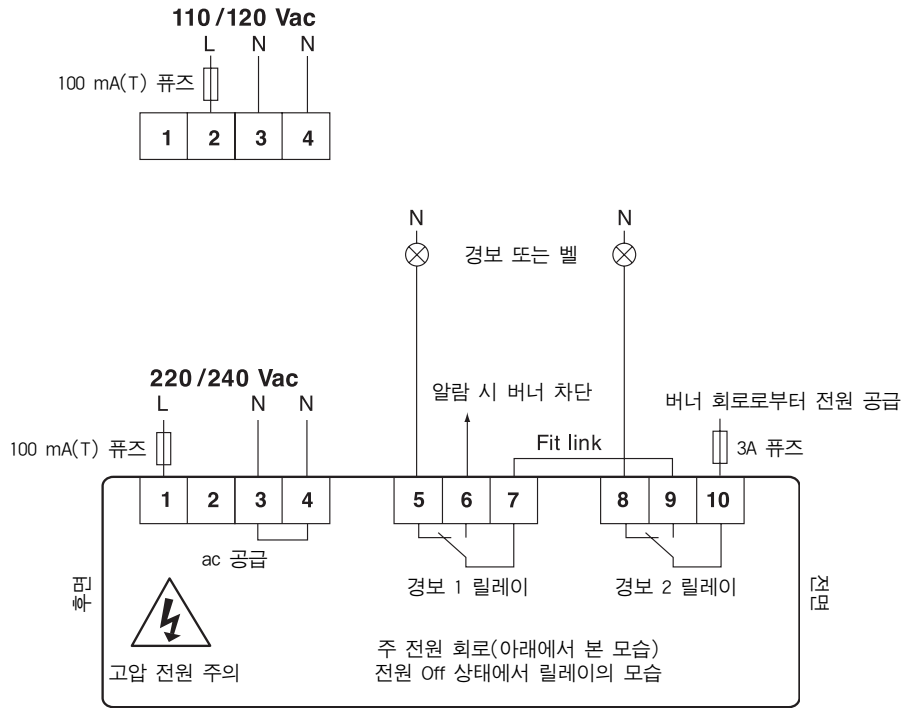 110/120 Vac
L N N
100 mA(T) 퓨즈
1 2 3 4
N N
경보 또는 벨
220/240 Vac
L N N
알람 시 버너 차단
버너 회로로부터 전원 공급
100 mA(T) 퓨즈
Fit link
3A 퓨즈
1 2 3 4 5 6 7 8 9 10
ac 공급
경보 1 릴레이
경보 2 릴레이
후면
전면
고압 전원 주의
주 전원 회로(아래에서 본 모습)
전원 Off 상태에서 릴레이의 모습